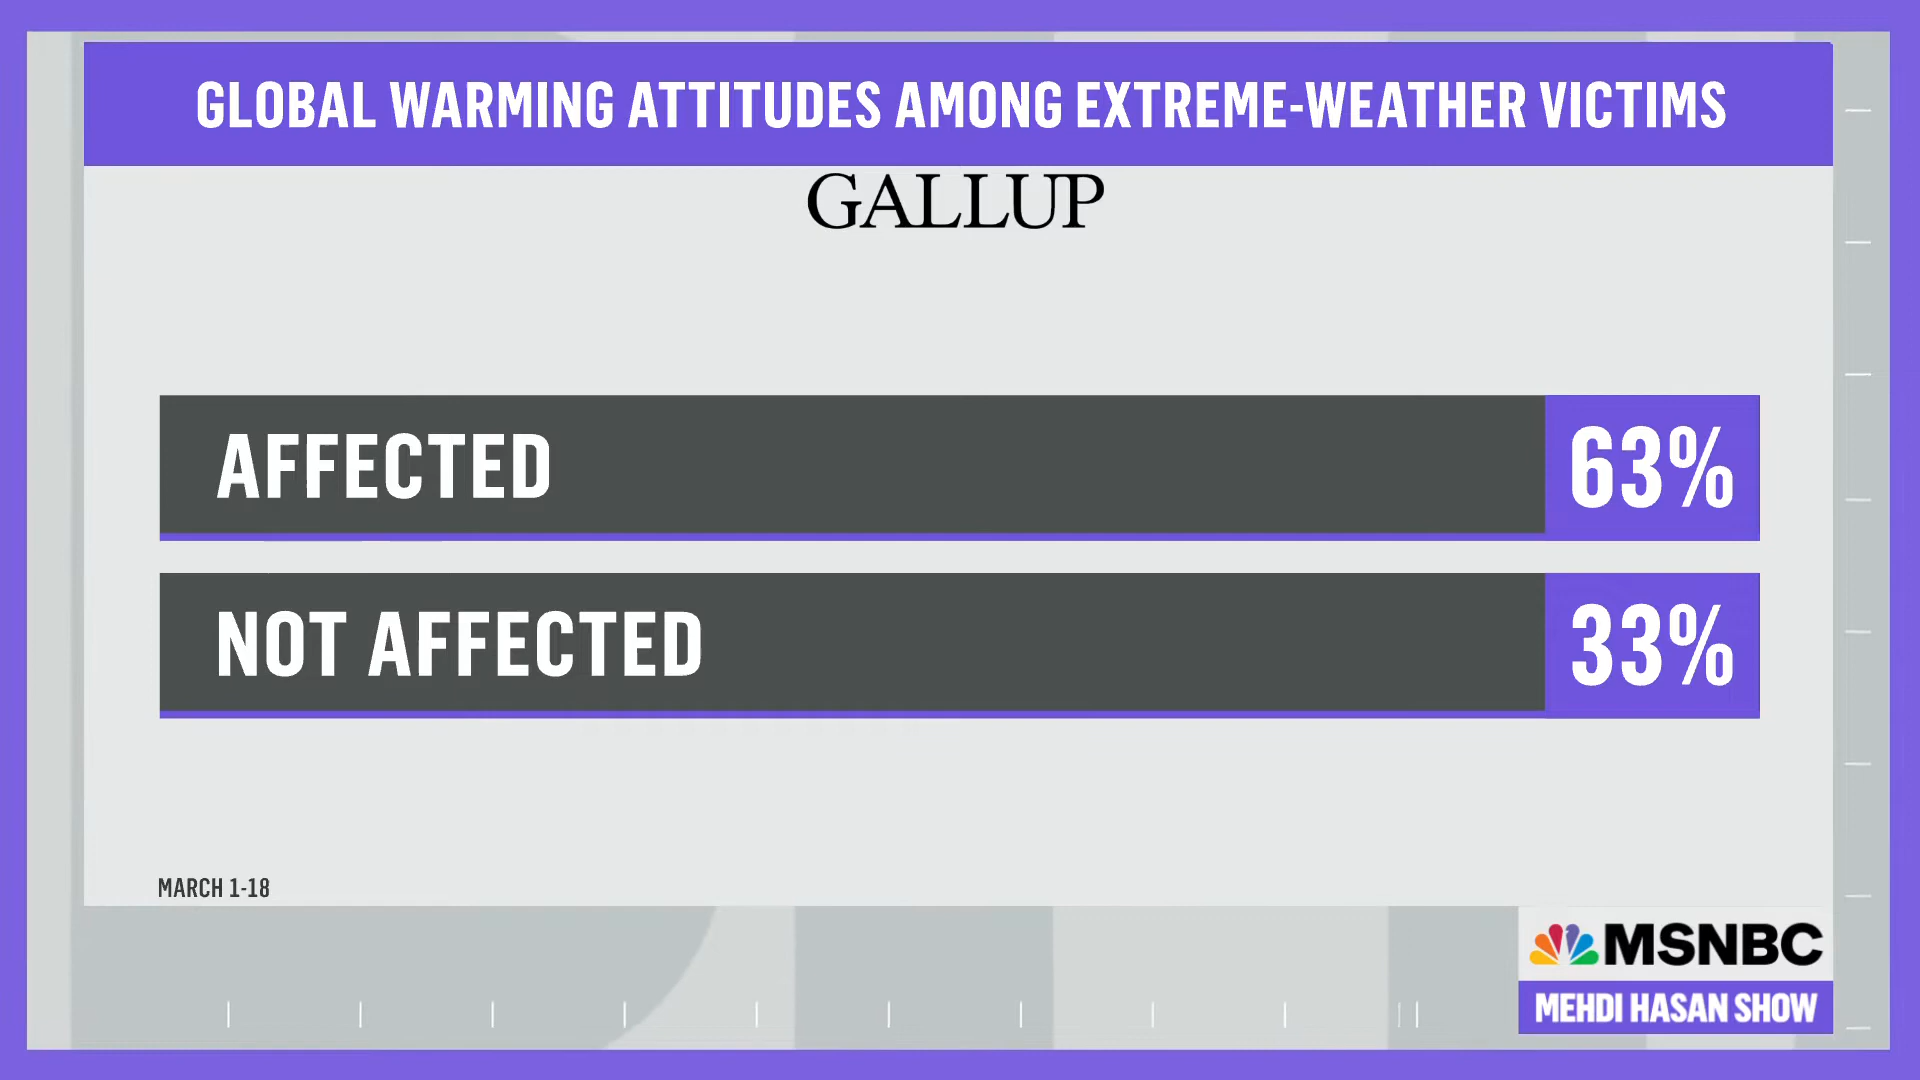 GLOBAL WARMING ATTITUDES AMONG EXTREME-WEATHER VICTIMS
GALLUP
AFFECTED 63%
NOT AFFECTED 33%
MARCH 1-18
MSNBC
MEHDI HASAN SHOW